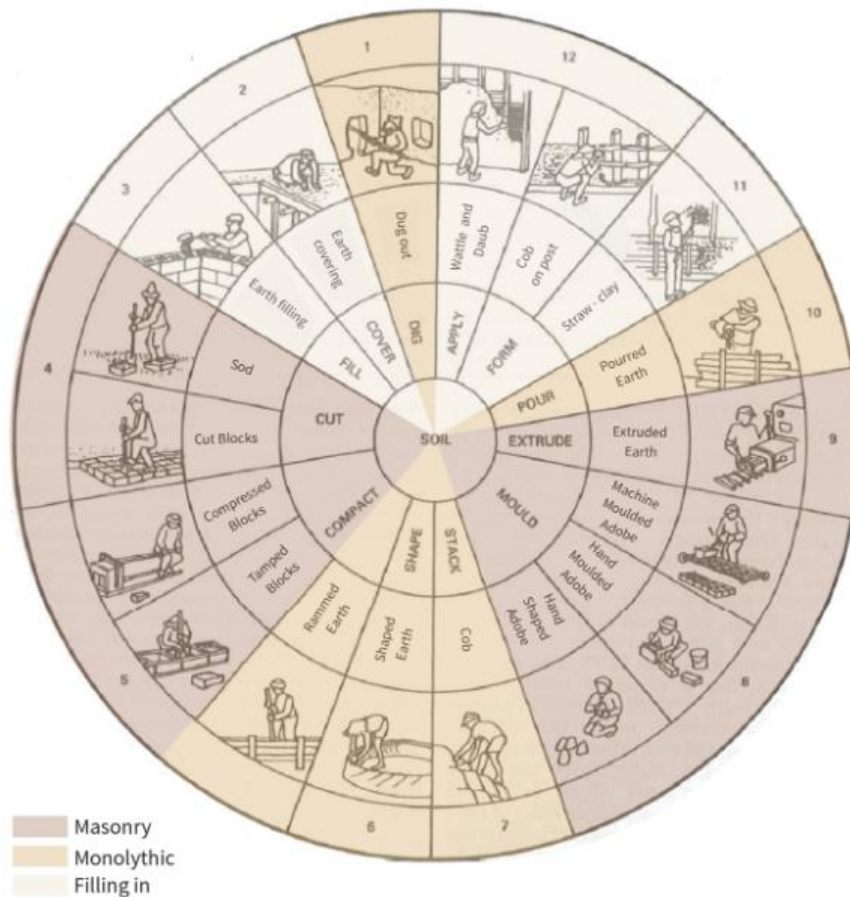 1
12
2
11
3
10
4
9
5
8
6
7
Dug out
Wattle and
Daub
Cob
on post
Straw - clay
Pourred
Earth
Extruded
Earth
Machine
Moulded
Adobe
Hand
Moulded
Adobe
Hand
Shaped
Adobe
Cob
Shaped
Earth
Rammed
Earth
Tamped
Blocks
Compressed
Blocks
Cut Blocks
Sod
Earth filling
Earth
covering
DIG
APPLY
FORM
POUR
EXTRUDE
MOULD
STACK
SHAPE
COMPACT
CUT
FILL
COVER
SOIL
Masonry
Monolythic
Filling in